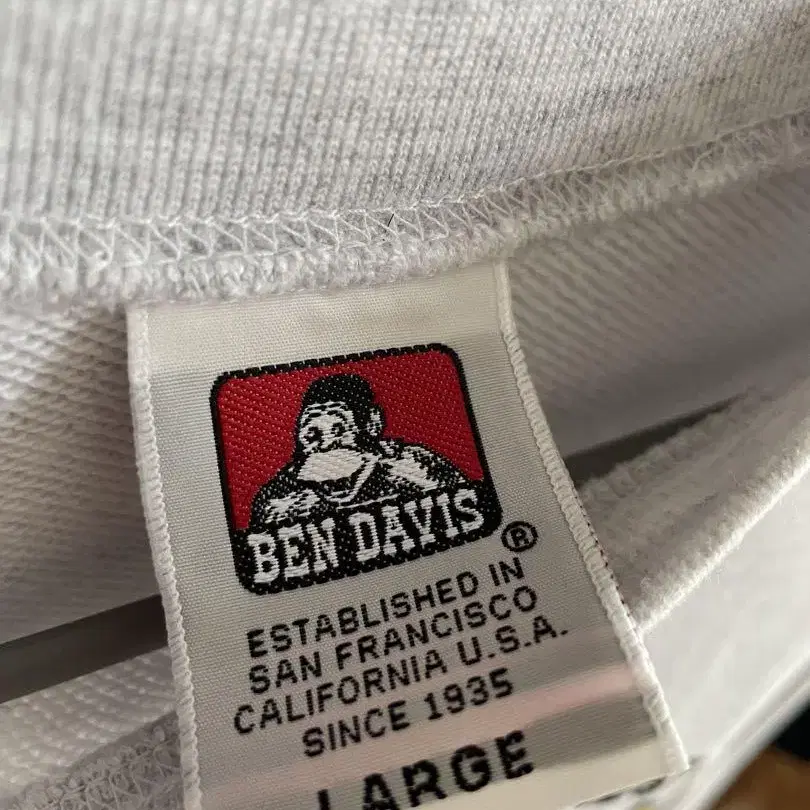 BEN DAVIS®
ESTABLISHED IN
SAN FRANCISCO
CALIFORNIA U.S.A.
SINCE 1935
LARGE